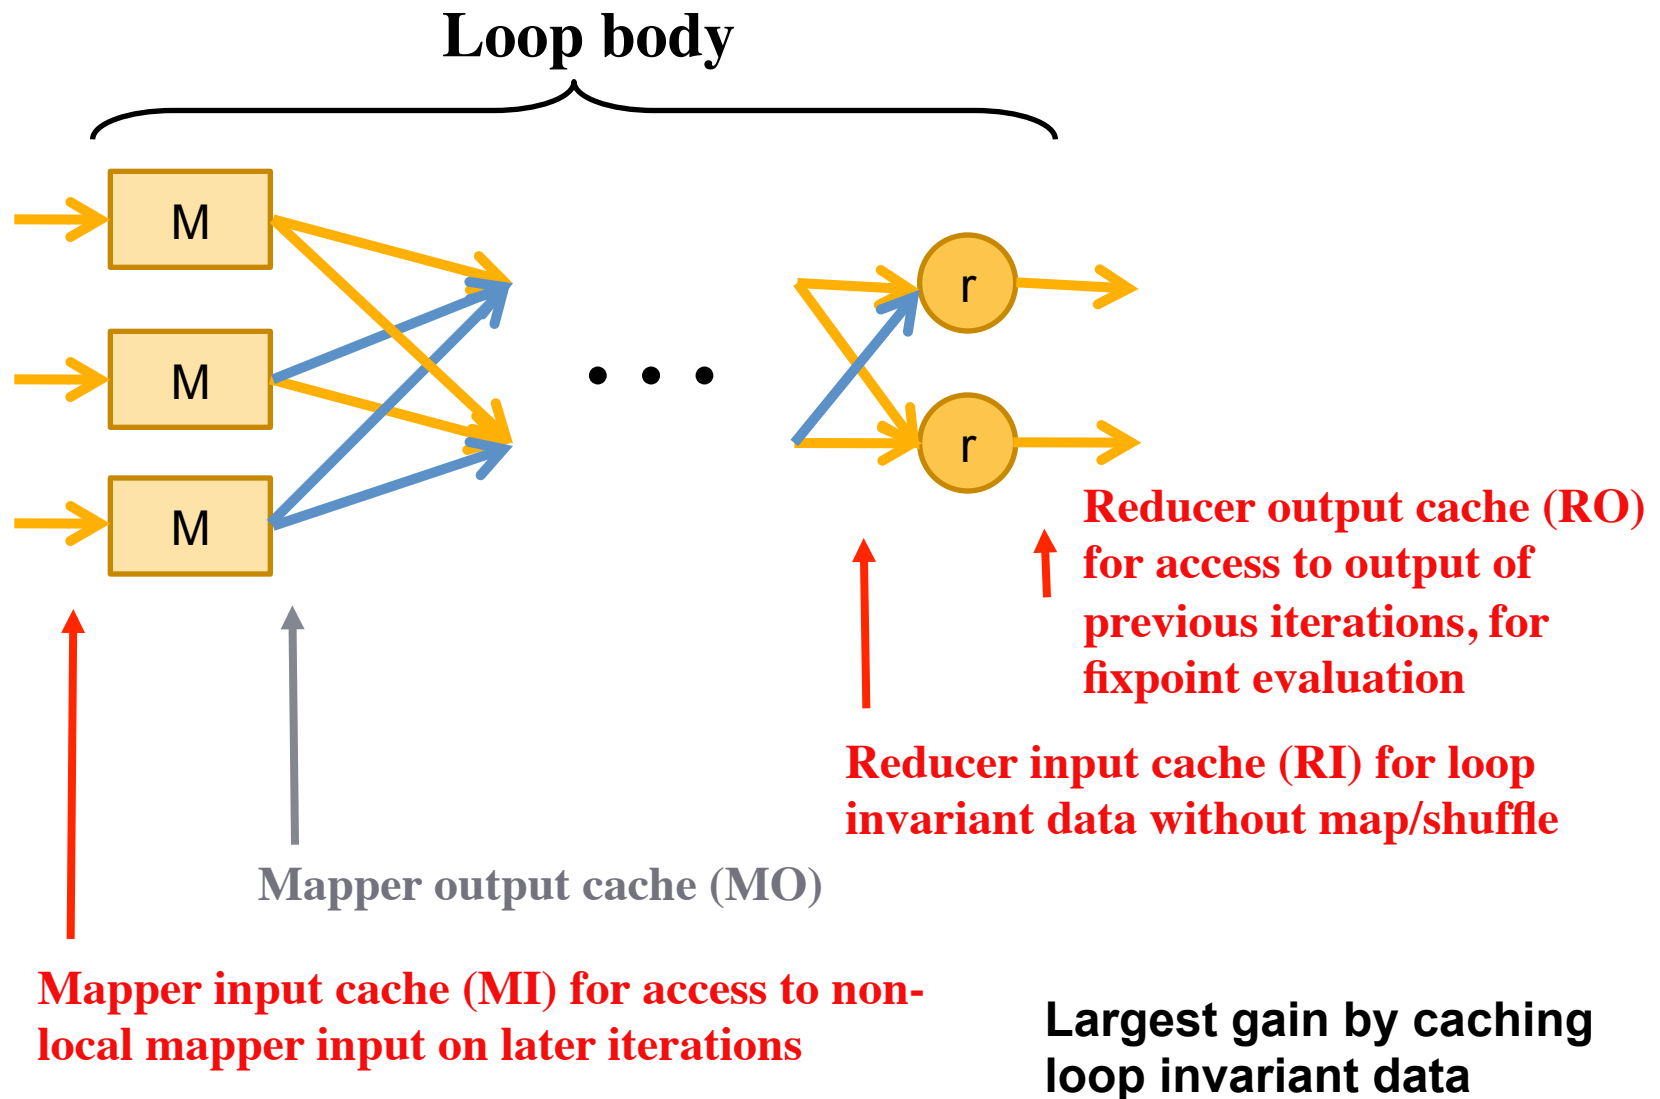 Loop body
M
M
M
• • •
r
r
Reducer output cache (RO)
for access to output of
previous iterations, for
fixpoint evaluation
Reducer input cache (RI) for loop
invariant data without map/shuffle
Mapper output cache (MO)
Mapper input cache (MI) for access to non-
local mapper input on later iterations
Largest gain by caching
loop invariant data